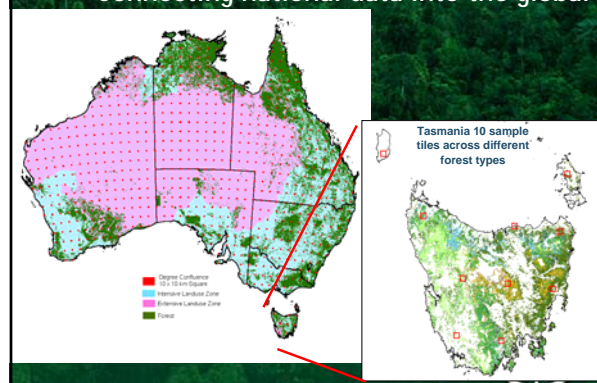 connecting national data into the global
Tasmania 10 sample
tiles across different
forest types
Degree Confluence
10 x 10 km Square
Intensive Landuse Zone
Extensive Landuse Zone
Forest